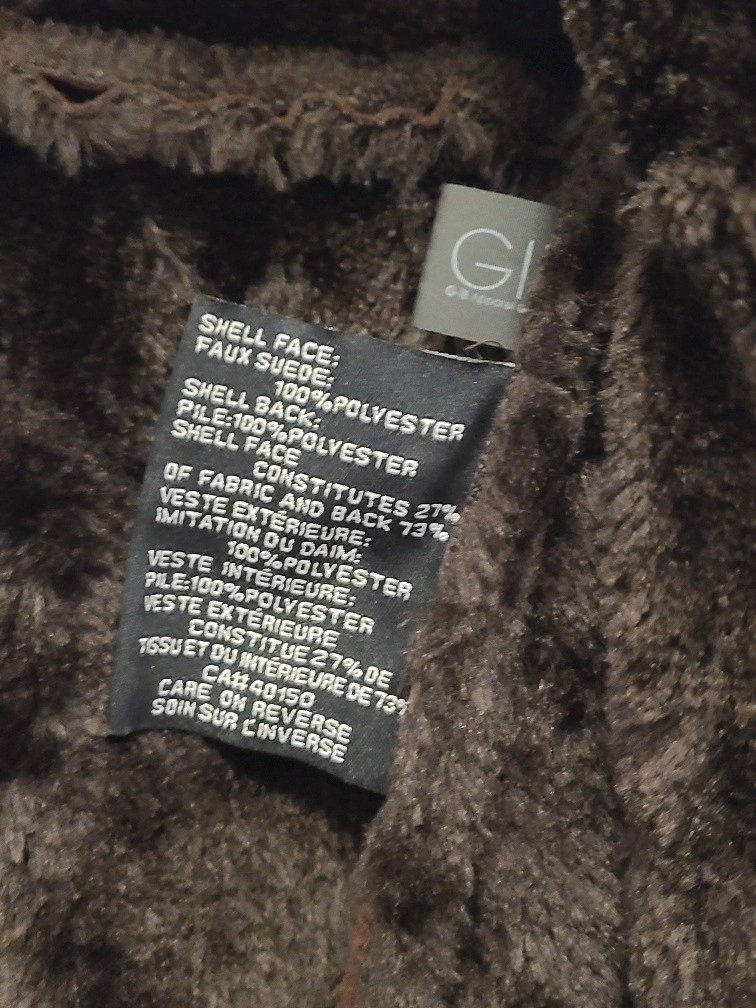 GI
SHELL FACE:
FAUX SUEDE:
100%POLYESTER
SHELL BACK:
PILE:100%POLYESTER
SHELL FACE
CONSTITUTES 27%
OF FABRIC AND BACK 73%
VESTE EXTÉRIEURE:
IMITATION DU DAIM:
100%POLYESTER
VESTE INTÉRIEURE:
PILE:100%POLYESTER
VESTE EXTÉRIEURE
CONSTITUE 27% DE
TISSU ET DU INTÉRIEURE DE 73%
CA# 40150
CARE ON REVERSE
SOIN SUR L'INVERSE